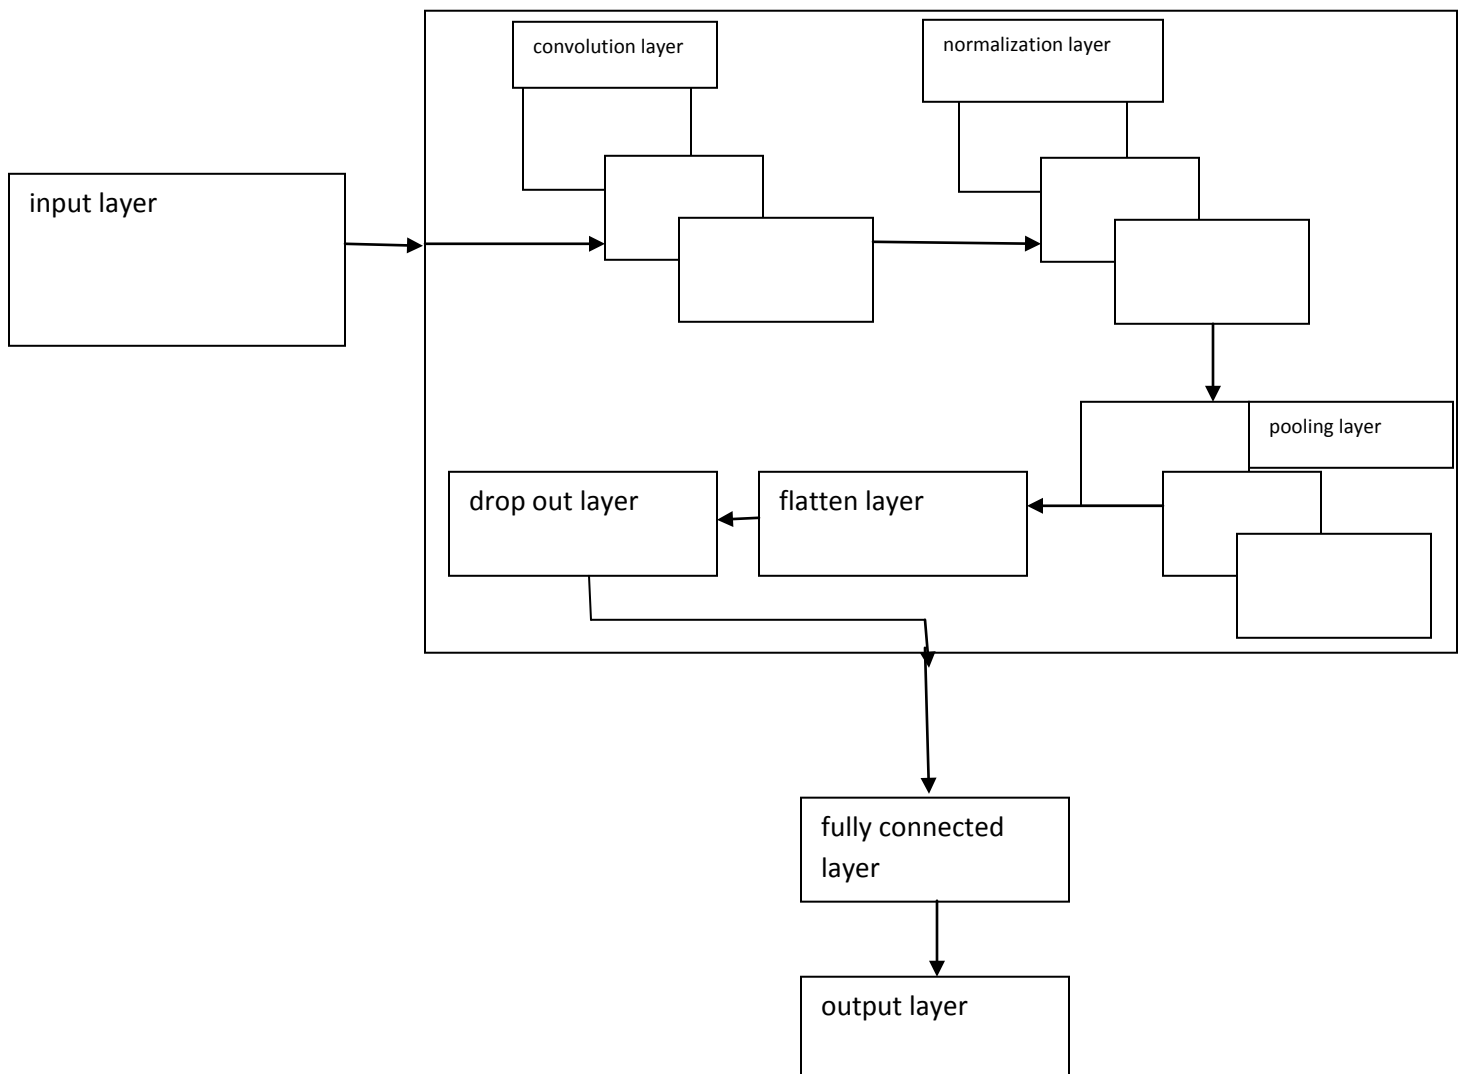 convolution layer
normalization layer
input layer
pooling layer
drop out layer
flatten layer
fully connected
layer
output layer